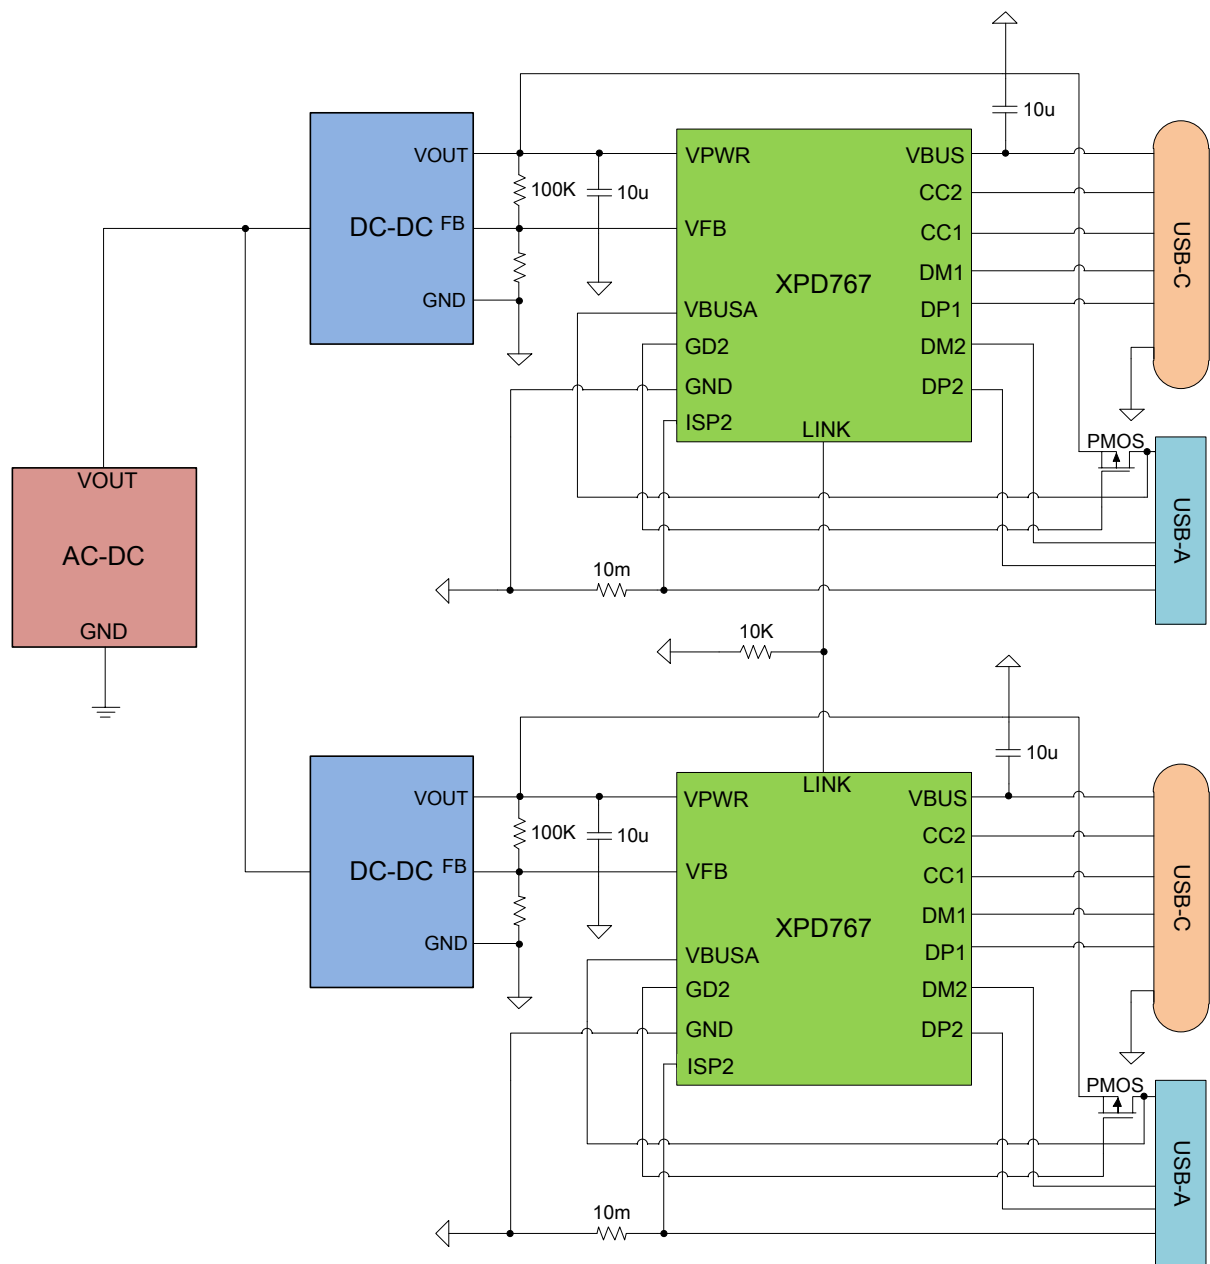 10u
VOUT
100K
10u
DC-DC
FB
GND
VPWR
VFB
XPD767
VBUSA
GD2
GND
ISP2
LINK
VBUS
CC2
CC1
DM1
DP1
DM2
DP2
USB-C
PMOS
USB-A
VOUT
AC-DC
GND
10m
10K
10u
VOUT
100K
10u
DC-DC
FB
GND
LINK
VPWR
VFB
XPD767
VBUSA
GD2
GND
ISP2
VBUS
CC2
CC1
DM1
DP1
DM2
DP2
USB-C
PMOS
USB-A
10m